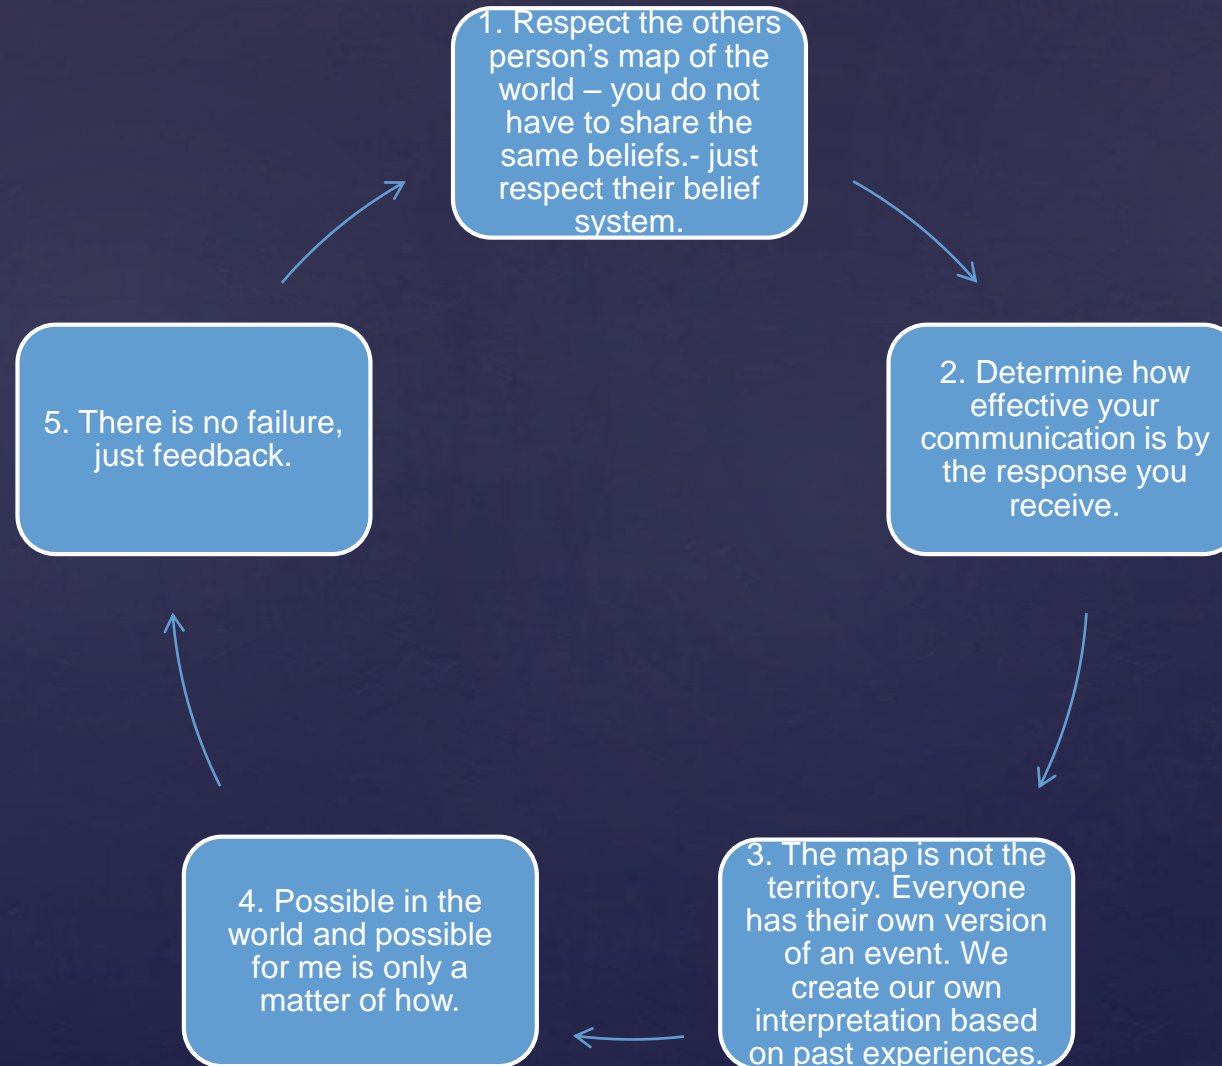 1. Respect the others
person’s map of the
world – you do not
have to share the
same beliefs.- just
respect their belief
system.
2. Determine how
effective your
communication is by
the response you
receive.
3. The map is not the
territory. Everyone
has their own version
of an event. We
create our own
interpretation based
on past experiences.
4. Possible in the
world and possible
for me is only a
matter of how.
5. There is no failure,
just feedback.